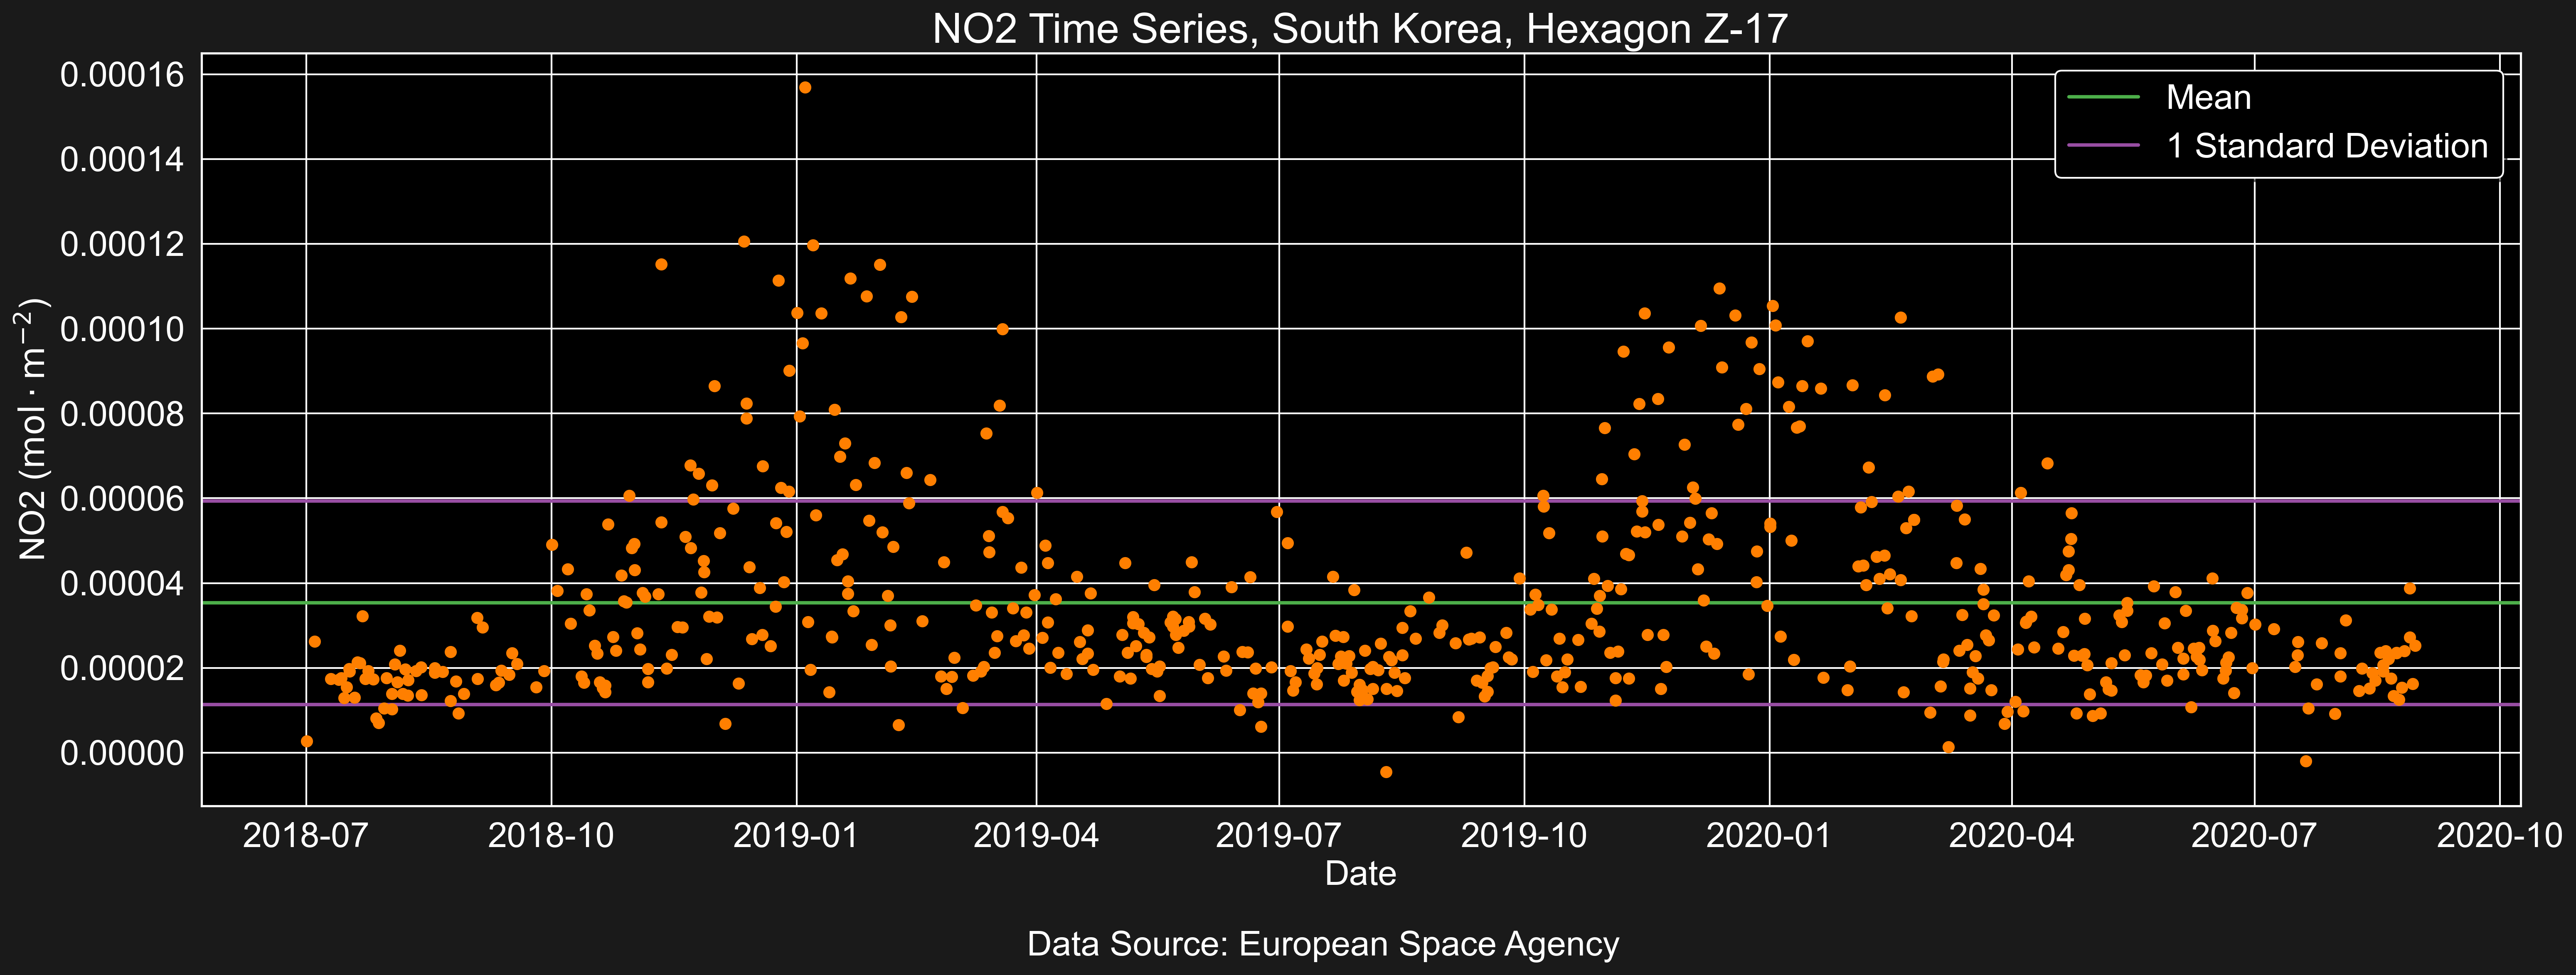 NO2 Time Series, South Korea, Hexagon Z-17
Mean
1 Standard Deviation
NO2 (mol · m⁻²)
0.00016
0.00014
0.00012
0.00010
0.00008
0.00006
0.00004
0.00002
0.00000
2018-07 2018-10 2019-01 2019-04 2019-07 2019-10 2020-01 2020-04 2020-07 2020-10
Date
Data Source: European Space Agency